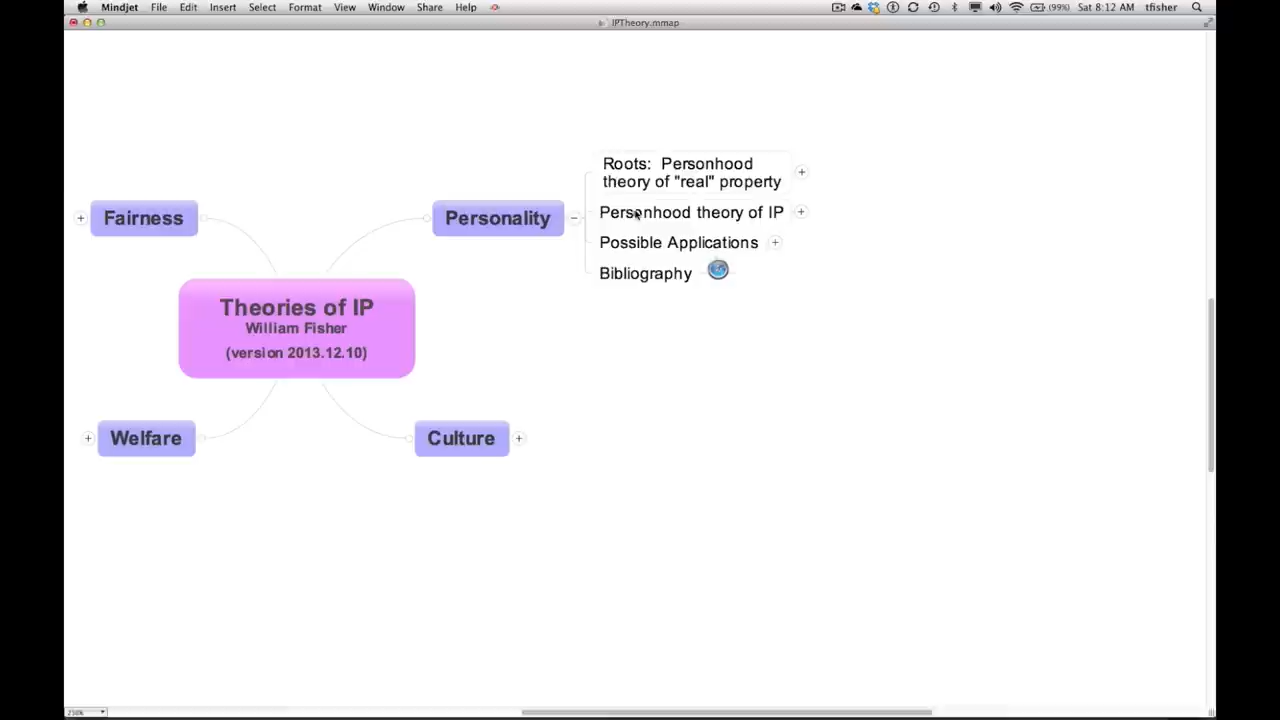 Mindjet File Edit Insert Select Format View Window Share Help
(99%) Sat 8:12 AM tfisher
IPTheory.mmap
Roots: Personhood
theory of "real" property
Personhood theory of IP
Possible Applications
Bibliography
Fairness
Personality
Theories of IP
William Fisher
(version 2013.12.10)
Welfare
Culture